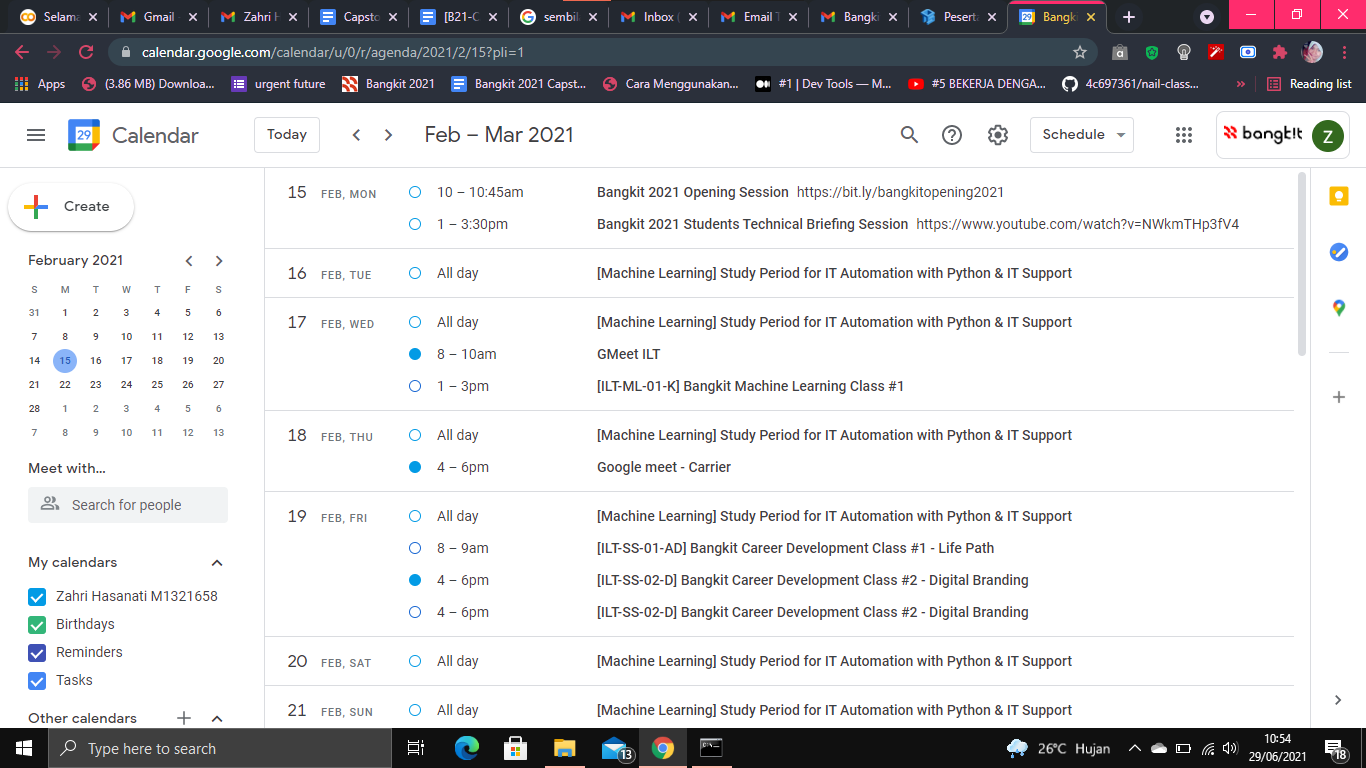 Selama
Gmail
Zahri H
Capsto
[B21-C
sembil
Inbox (
Email T
Bangki
Pesert
Bangk
calendar.google.com/calendar/u/0/r/agenda/2021/2/15?pli=1
Apps
(3.86 MB) Downloa...
urgent future
Bangkit 2021
Bangkit 2021 Capst...
Cara Menggunakan...
#1 | Dev Tools — M...
#5 BEKERJA DENGA...
4c697361/nail-class...
»
Reading list
29
Calendar
Today
Feb – Mar 2021
Schedule
bangk!t
Z
Create
February 2021
S M T W T F S
31 1 2 3 4 5 6
7 8 9 10 11 12 13
14 15 16 17 18 19 20
21 22 23 24 25 26 27
28 1 2 3 4 5 6
7 8 9 10 11 12 13
Meet with...
Search for people
My calendars
Zahri Hasanati M1321658
Birthdays
Reminders
Tasks
Other calendars
15 FEB, MON 10 – 10:45am Bangkit 2021 Opening Session https://bit.ly/bangkitopening2021
1 – 3:30pm Bangkit 2021 Students Technical Briefing Session https://www.youtube.com/watch?v=NWkmTHp3fV4
16 FEB, TUE All day [Machine Learning] Study Period for IT Automation with Python & IT Support
17 FEB, WED All day [Machine Learning] Study Period for IT Automation with Python & IT Support
8 – 10am GMeet ILT
1 – 3pm [ILT-ML-01-K] Bangkit Machine Learning Class #1
18 FEB, THU All day [Machine Learning] Study Period for IT Automation with Python & IT Support
4 – 6pm Google meet - Carrier
19 FEB, FRI All day [Machine Learning] Study Period for IT Automation with Python & IT Support
8 – 9am [ILT-SS-01-AD] Bangkit Career Development Class #1 - Life Path
4 – 6pm [ILT-SS-02-D] Bangkit Career Development Class #2 - Digital Branding
4 – 6pm [ILT-SS-02-D] Bangkit Career Development Class #2 - Digital Branding
20 FEB, SAT All day [Machine Learning] Study Period for IT Automation with Python & IT Support
21 FEB, SUN All day [Machine Learning] Study Period for IT Automation with Python & IT Support
Type here to search
13
26°C Hujan
10:54
29/06/2021
18